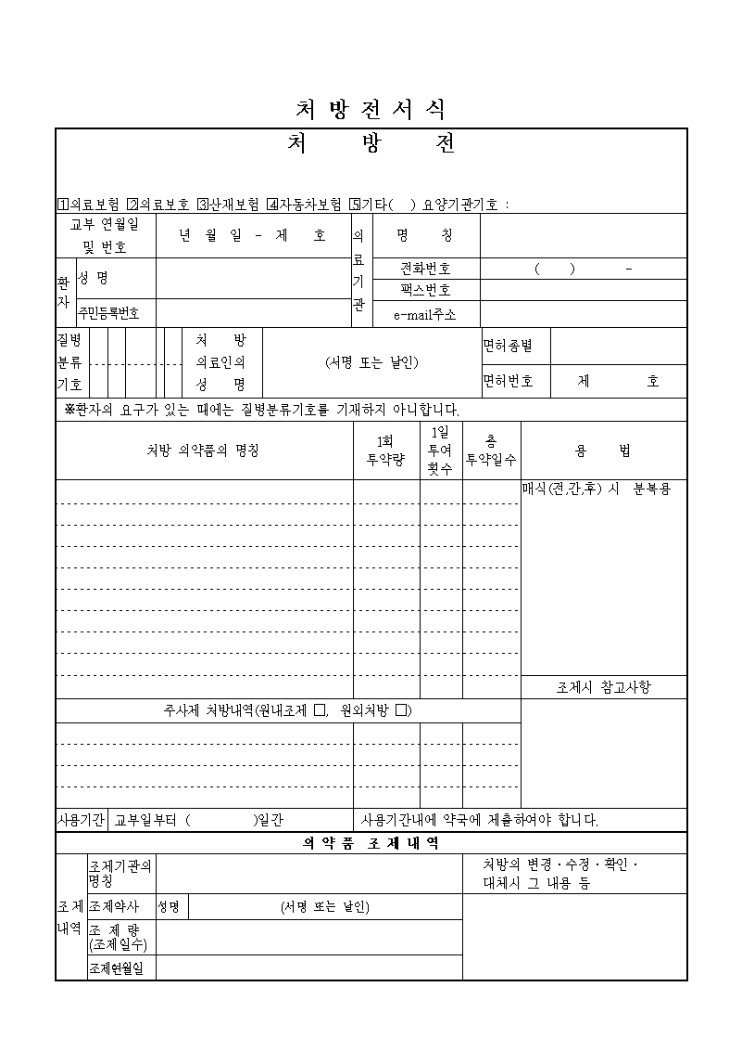 처 방 전 서 식
처 방 전
1의료보험 2의료보호 3산재보험 4자동차보험 5기타( ) 요양기관기호 :
교부 연월일
및 번호
년 월 일 - 제 호
의료기관
명 칭
환자
성 명
전화번호
( ) -
팩스번호
주민등록번호
e-mail주소
질병
분류
기호
처 방
의료인의
성 명
(서명 또는 날인)
면허종별
면허번호
제 호
※환자의 요구가 있는 때에는 질병분류기호를 기재하지 아니합니다.
처방 의약품의 명칭
1회
투약량
1일
투여
횟수
총
투약일수
용 법
매식(전,간,후) 시 분복용
조제시 참고사항
주사제 처방내역(원내조제 □, 원외처방 □)
사용기간
교부일부터 ( )일간
사용기간내에 약국에 제출하여야 합니다.
의 약 품 조 제 내 역
조제
내역
조제기관의
명칭
처방의 변경·수정·확인·
대체시 그 내용 등
조제약사
성명
(서명 또는 날인)
조 제 량
(조제일수)
조제연월일